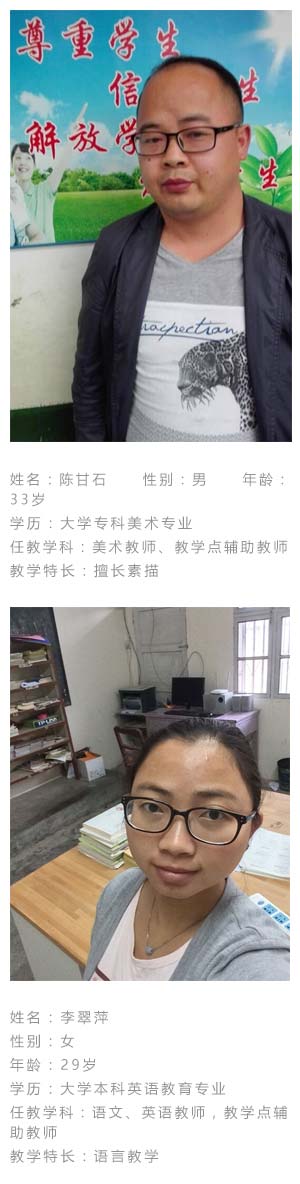 尊重学生
信 生
解放学
生
mracpectian
姓名：陈甘石 性别：男 年龄：
33岁
学历：大学专科美术专业
任教学科：美术教师、教学点辅助教师
教学特长：擅长素描
TP-LINK
姓名：李翠萍
性别：女
年龄：29岁
学历：大学本科英语教育专业
任教学科：语文、英语教师，教学点辅
助教师
教学特长：语言教学